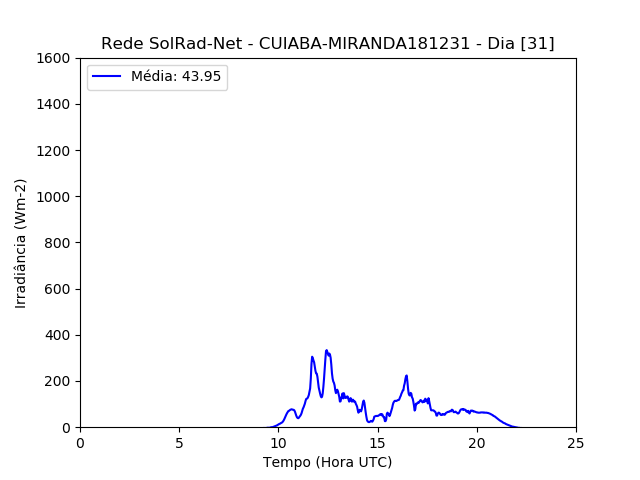 Rede SolRad-Net - CUIABA-MIRANDA181231 - Dia [31]
Média: 43.95
Irradiância (Wm-2)
1600
1400
1200
1000
800
600
400
200
0
0 5 10 15 20 25
Tempo (Hora UTC)